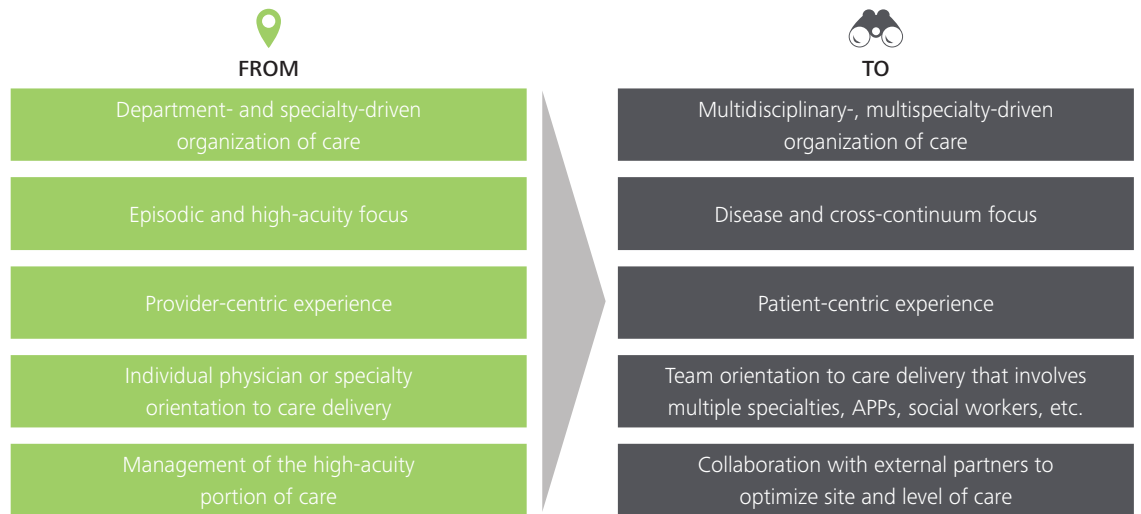 FROM
TO
Department- and specialty-driven
organization of care
Multidisciplinary-, multispecialty-driven
organization of care
Episodic and high-acuity focus
Disease and cross-continuum focus
Provider-centric experience
Patient-centric experience
Individual physician or specialty
orientation to care delivery
Team orientation to care delivery that involves
multiple specialties, APPs, social workers, etc.
Management of the high-acuity
portion of care
Collaboration with external partners to
optimize site and level of care